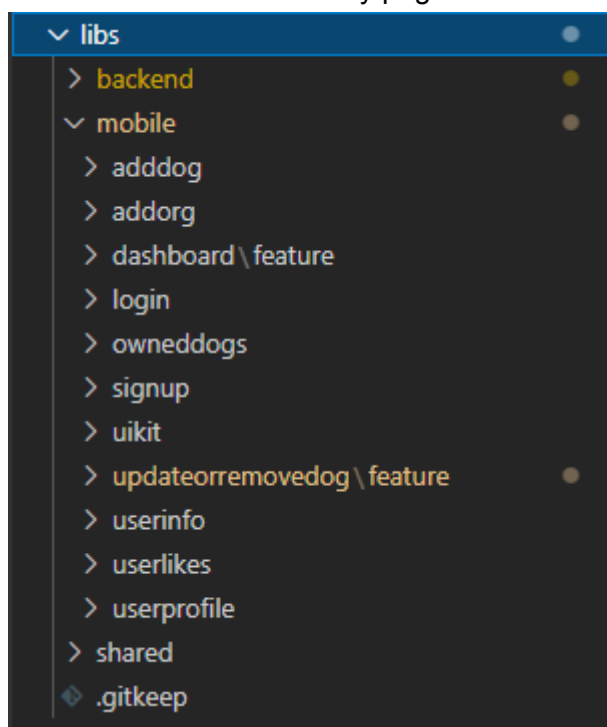 libs
backend
mobile
adddog
addorg
dashboard\feature
login
owneddogs
signup
uikit
updateorremovedog\feature
userinfo
userlikes
userprofile
shared
.gitkeep